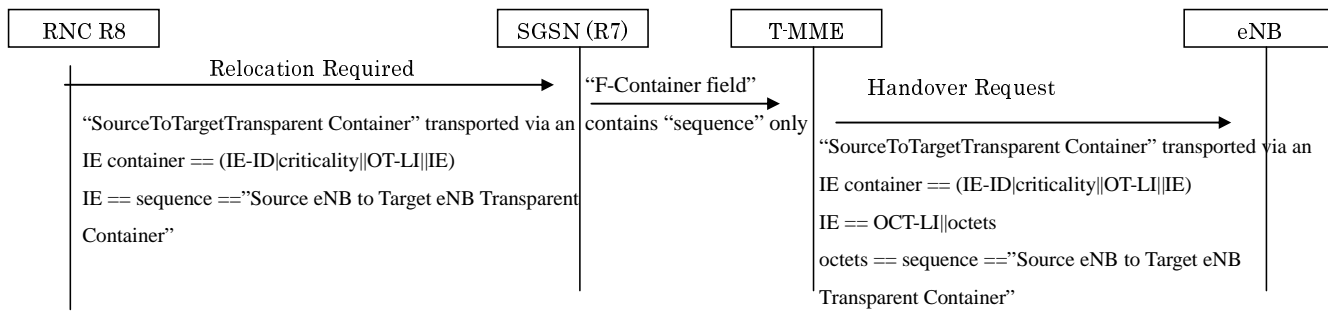 RNC R8
SGSN (R7)
T-MME
eNB
Relocation Required
“F-Container field”
contains “sequence” only
Handover Request
“SourceToTargetTransparent Container” transported via an
IE container == (IE-ID|criticality||OT-LI||IE)
IE == sequence ==”Source eNB to Target eNB Transparent
Container”
“SourceToTargetTransparent Container” transported via an
IE container == (IE-ID|criticality||OT-LI||IE)
IE == OCT-LI||octets
octets == sequence ==”Source eNB to Target eNB
Transparent Container”